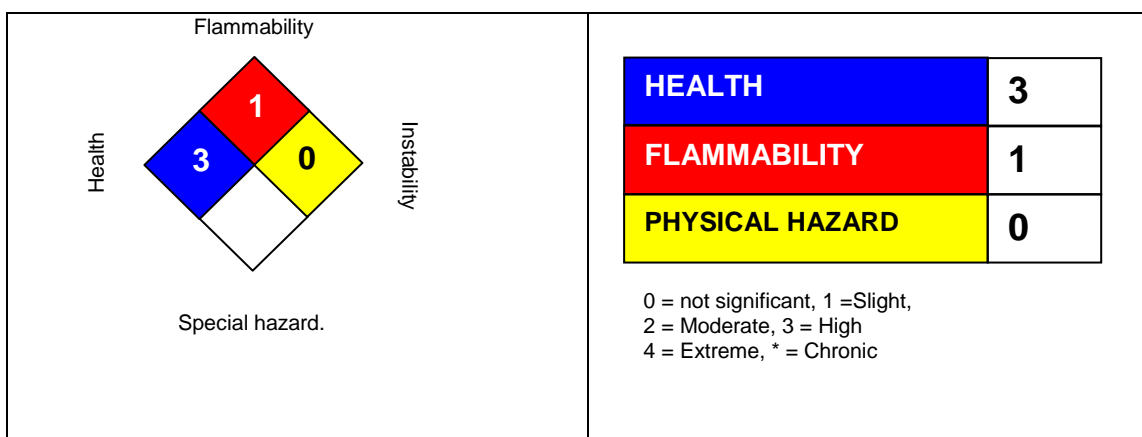 Flammability
1
3
0
Health
Instability
Special hazard.
HEALTH 3
FLAMMABILITY 1
PHYSICAL HAZARD 0
0 = not significant, 1 =Slight,
2 = Moderate, 3 = High
4 = Extreme, * = Chronic